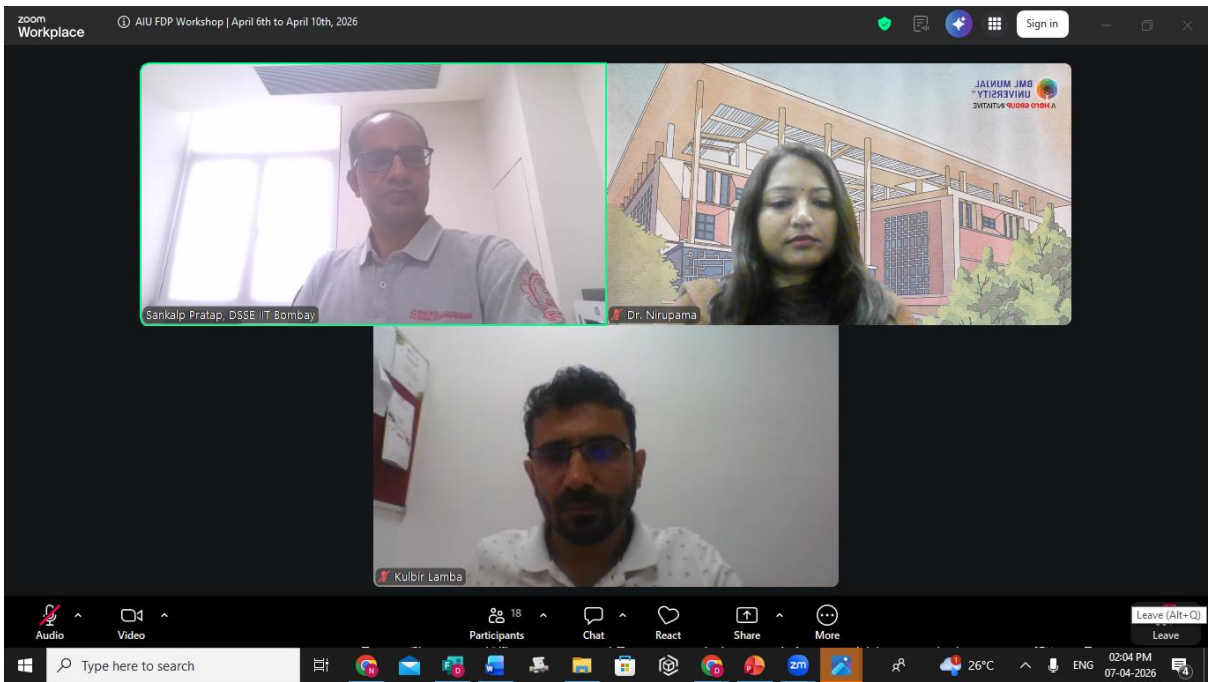 zoom
Workplace
AIU FDP Workshop | April 6th to April 10th, 2026
Sign in
BML MUNJAL
UNIVERSITY™
A HERO GROUP INITIATIVE
Sankalp Pratap, DSSE IIT Bombay
Dr. Nirupama
Kulbir Lamba
Audio
Video
18
Participants
Chat
React
Share
More
Leave (Alt+Q)
Leave
Type here to search
26°C
ENG
02:04 PM
07-04-2026
4